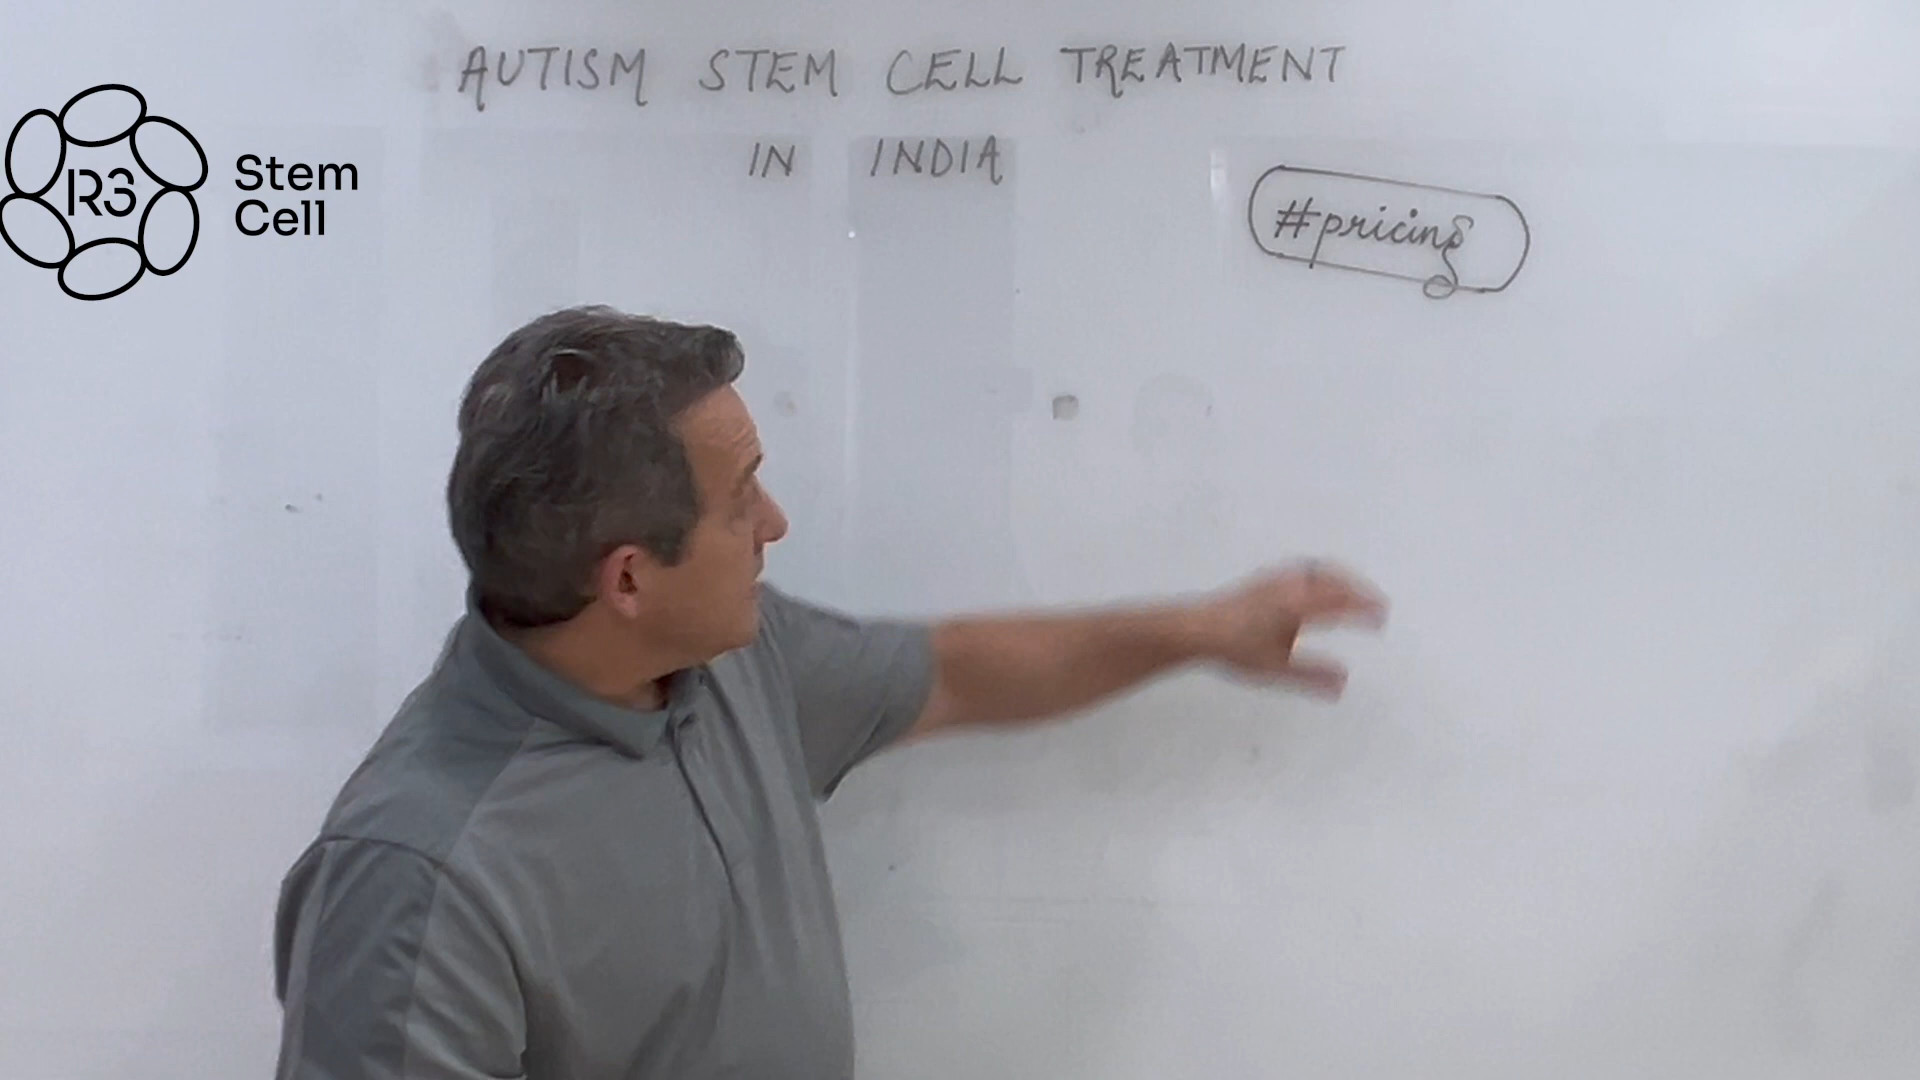 AUTISM STEM CELL TREATMENT
IN INDIA
#pricing
R3
Stem
Cell